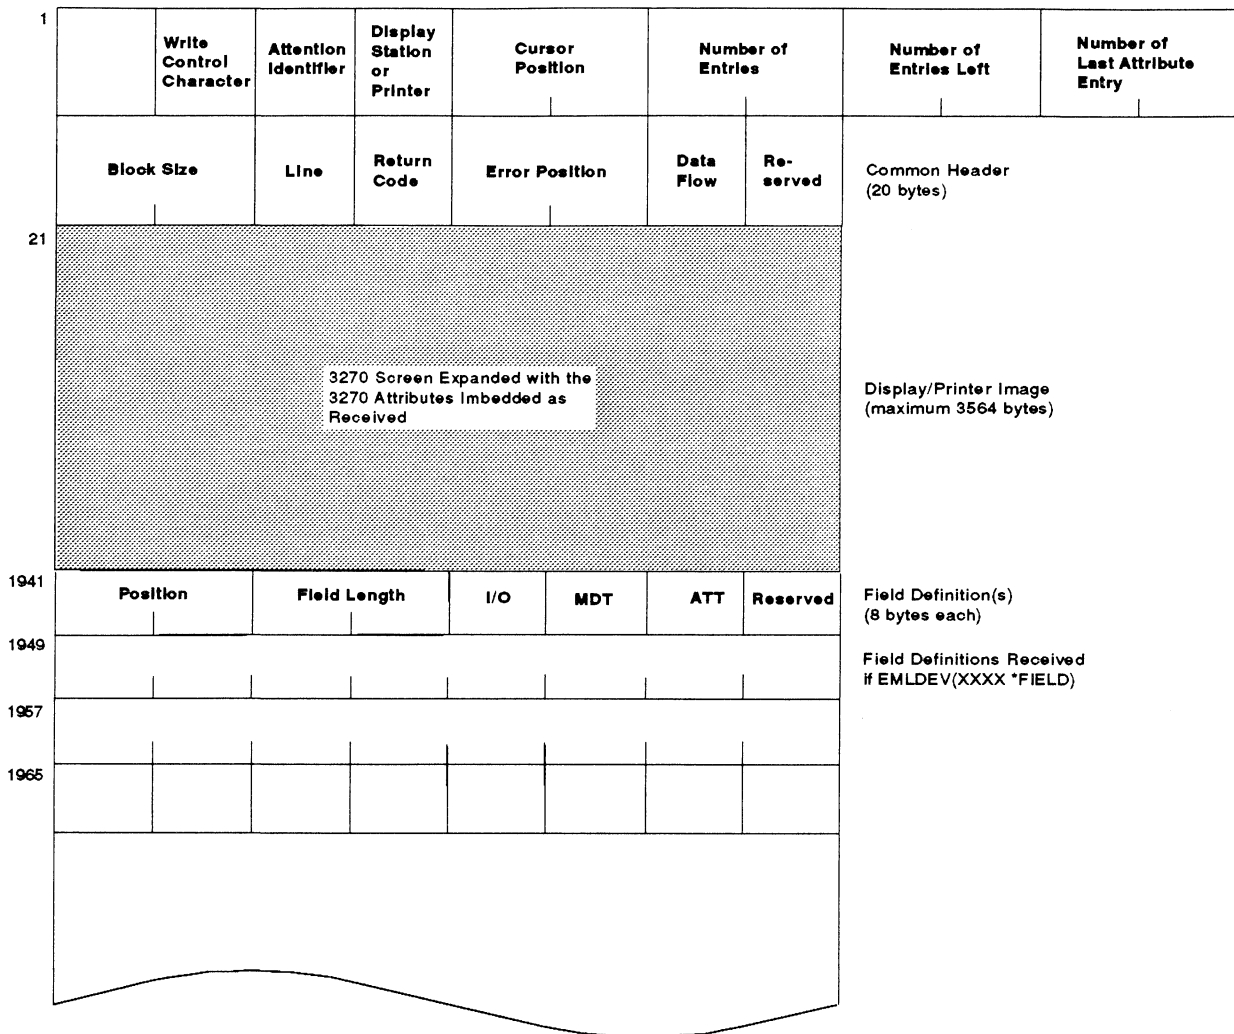 1
Write
Control
Character
Attention
Identifier
Display
Station
or
Printer
Cursor
Position
Number of
Entries
Number of
Entries Left
Number of
Last Attribute
Entry
Block Size
Line
Return
Code
Error Position
Data
Flow
Re-
served
Common Header
(20 bytes)
21
3270 Screen Expanded with the
3270 Attributes Imbedded as
Received
Display/Printer Image
(maximum 3564 bytes)
1941
Position
Field Length
I/O
MDT
ATT
Reserved
Field Definition(s)
(8 bytes each)
1949
Field Definitions Received
if EMLDEV(XXXX *FIELD)
1957
1965